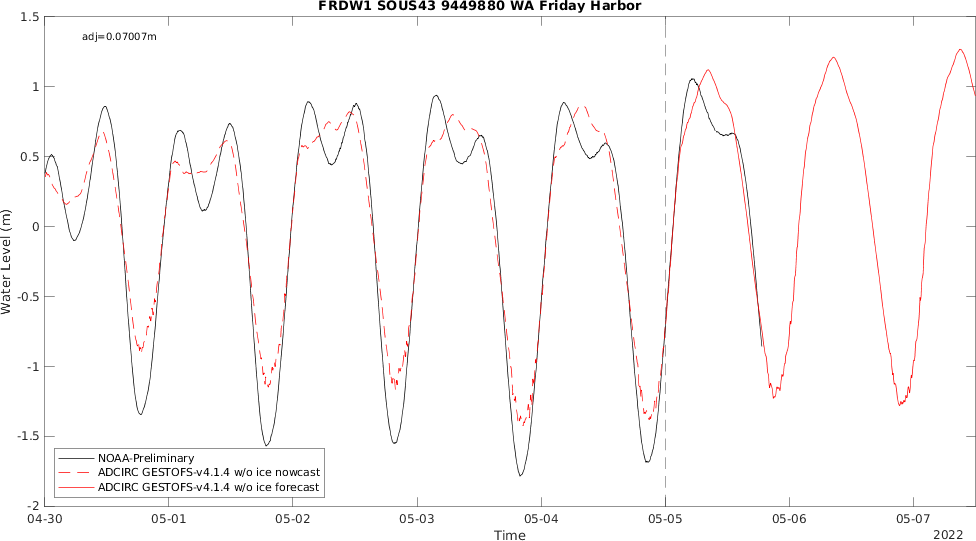 FRDW1 SOUS43 9449880 WA Friday Harbor
adj=0.07007m
1.5
1
0.5
0
-0.5
-1
-1.5
-2
Water Level (m)
NOAA-Preliminary
ADCIRC GESTOFS-v4.1.4 w/o ice nowcast
ADCIRC GESTOFS-v4.1.4 w/o ice forecast
04-30 05-01 05-02 05-03 05-04 05-05 05-06 05-07
Time
2022